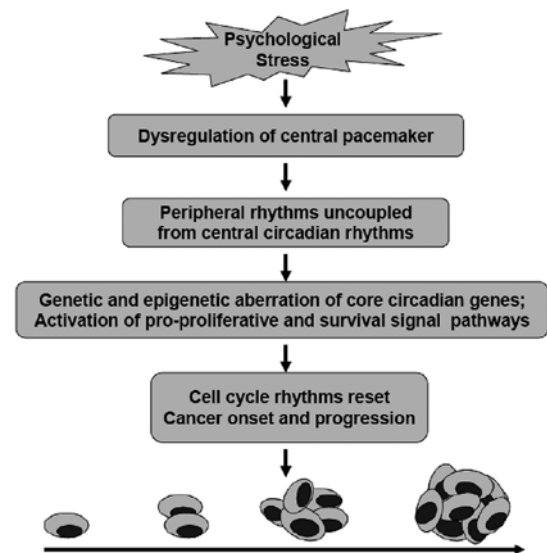 Psychological
Stress
Dysregulation of central pacemaker
Peripheral rhythms uncoupled
from central circadian rhythms
Genetic and epigenetic aberration of core circadian genes;
Activation of pro-proliferative and survival signal pathways
Cell cycle rhythms reset
Cancer onset and progression